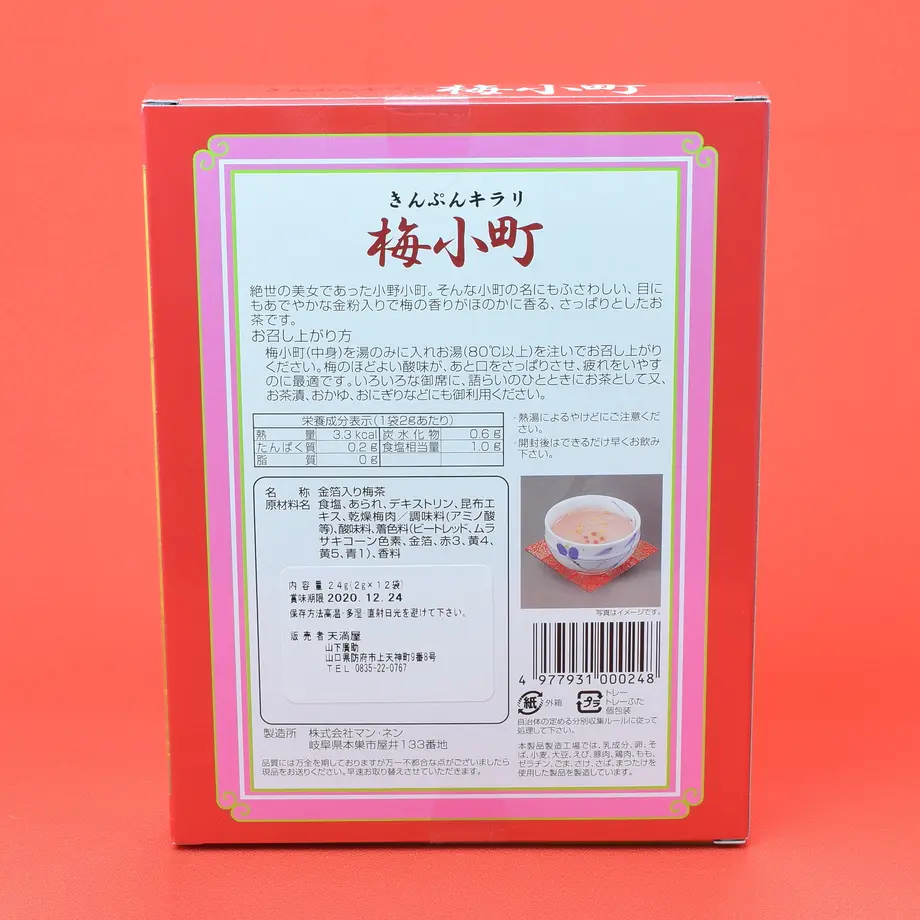 きんぷんキラリ 梅小町
きんぷんキラリ
梅小町
絶世の美女であった小野小町。そんな小町の名にもふさわしい、目に
もあでやかな金粉入りで梅の香りがほのかに香る、さっぱりとしたお
茶です。
お召し上がり方
梅小町(中身)を湯のみに入れお湯(80℃以上)を注いでお召し上がり
ください。梅のほどよい酸味が、あと口をさっぱりさせ、疲れをいやす
のに最適です。いろいろな御席に、語らいのひとときにお茶として又、
お茶漬、おかゆ、おにぎりなどにも御利用ください。
栄養成分表示(1袋2gあたり)
熱量 3.3kcal 炭水化物 0.6g
たんぱく質 0.2g 食塩相当量 1.0g
脂質 0g
・熱湯によるやけどにご注意くだ
さい。
・開封後はできるだけ早くお飲み
下さい。
名称 金箔入り梅茶
原材料名 食塩、あられ、デキストリン、昆布エ
キス、乾燥梅肉/調味料(アミノ酸
等)、酸味料、着色料(ビートレッド、ムラ
サキコーン色素、金箔、赤3、黄4、
黄5、青1)、香料
内容量 24g(2g×12袋)
賞味期限 2020.12.24
保存方法高温・多湿・直射日光を避けて下さい。
販売者 天満屋
山下廣助
山口県防府市上天神町9番8号
TEL 0835-22-0767
写真はイメージです。
4 977931 000248
紙 外箱
プラ トレー
トレーふた
個包装
自治体の定める分別収集ルールに従って
処理して下さい。
製造所 株式会社マン・ネン
岐阜県本巣市屋井133番地
品質には万全を期しておりますが万一不都合な点がございましたら
現品をお送りください。早速お取り替えさせていただきます。
本製品製造工場では、乳成分、卵、そ
ば、小麦、大豆、えび、豚肉、鶏肉、もも、
ゼラチン、ごま、さけ、さば、まつたけを
使用した製品を製造しています。